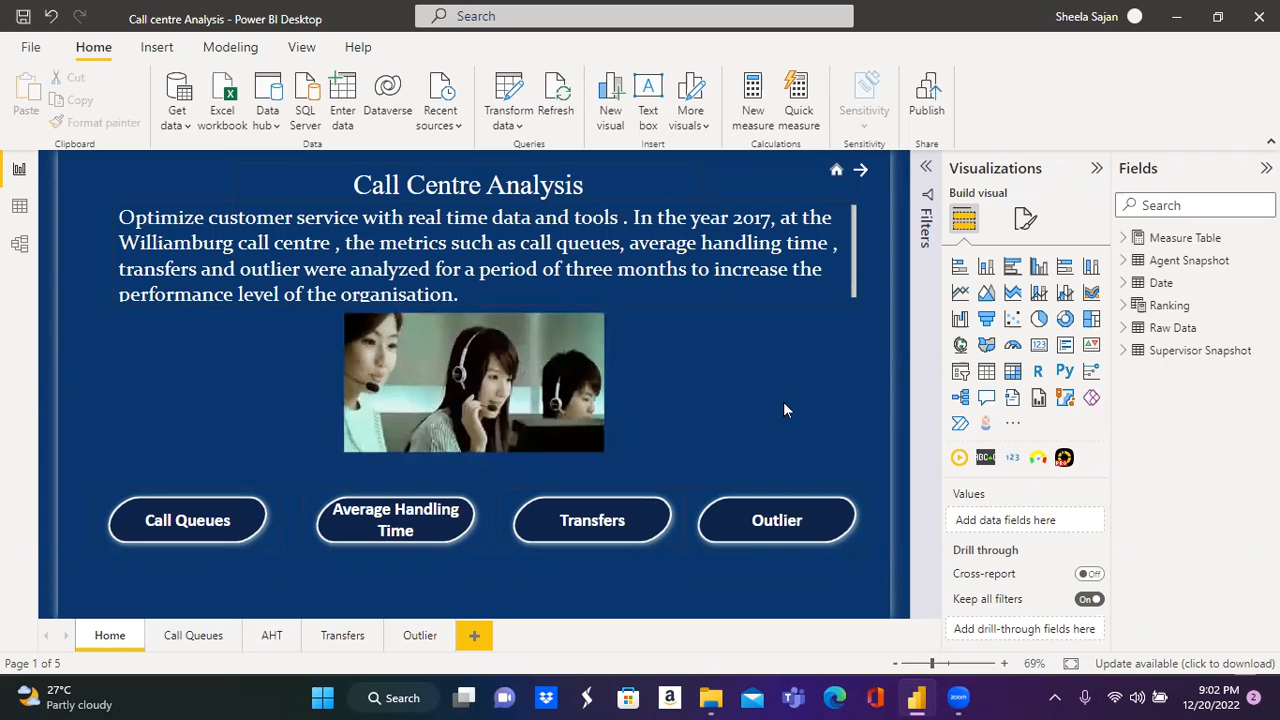 Call centre Analysis - Power BI Desktop
Search
Sheela Sajan
File Home Insert Modeling View Help
Paste
Cut
Copy
Format painter
Clipboard
Get data
Excel workbook
Data hub
SQL Server
Enter data
Dataverse
Recent sources
Data
Transform data
Refresh
Queries
New visual
Text box
More visuals
Insert
New measure
Quick measure
Calculations
Sensitivity
Sensitivity
Publish
Share
Call Centre Analysis
Optimize customer service with real time data and tools . In the year 2017, at the
Williamburg call centre , the metrics such as call queues, average handling time ,
transfers and outlier were analyzed for a period of three months to increase the
performance level of the organisation.
Call Queues
Average Handling
Time
Transfers
Outlier
Filters
Visualizations
Build visual
123
R
Py
ABC
123
PRO
Values
Add data fields here
Drill through
Cross-report
Off
Keep all filters
On
Add drill-through fields here
Fields
Search
Measure Table
Agent Snapshot
Date
Ranking
Raw Data
Supervisor Snapshot
Home Call Queues AHT Transfers Outlier
Page 1 of 5
69%
Update available (click to download)
27°C
Partly cloudy
Search
zoom
9:02 PM
12/20/2022
2